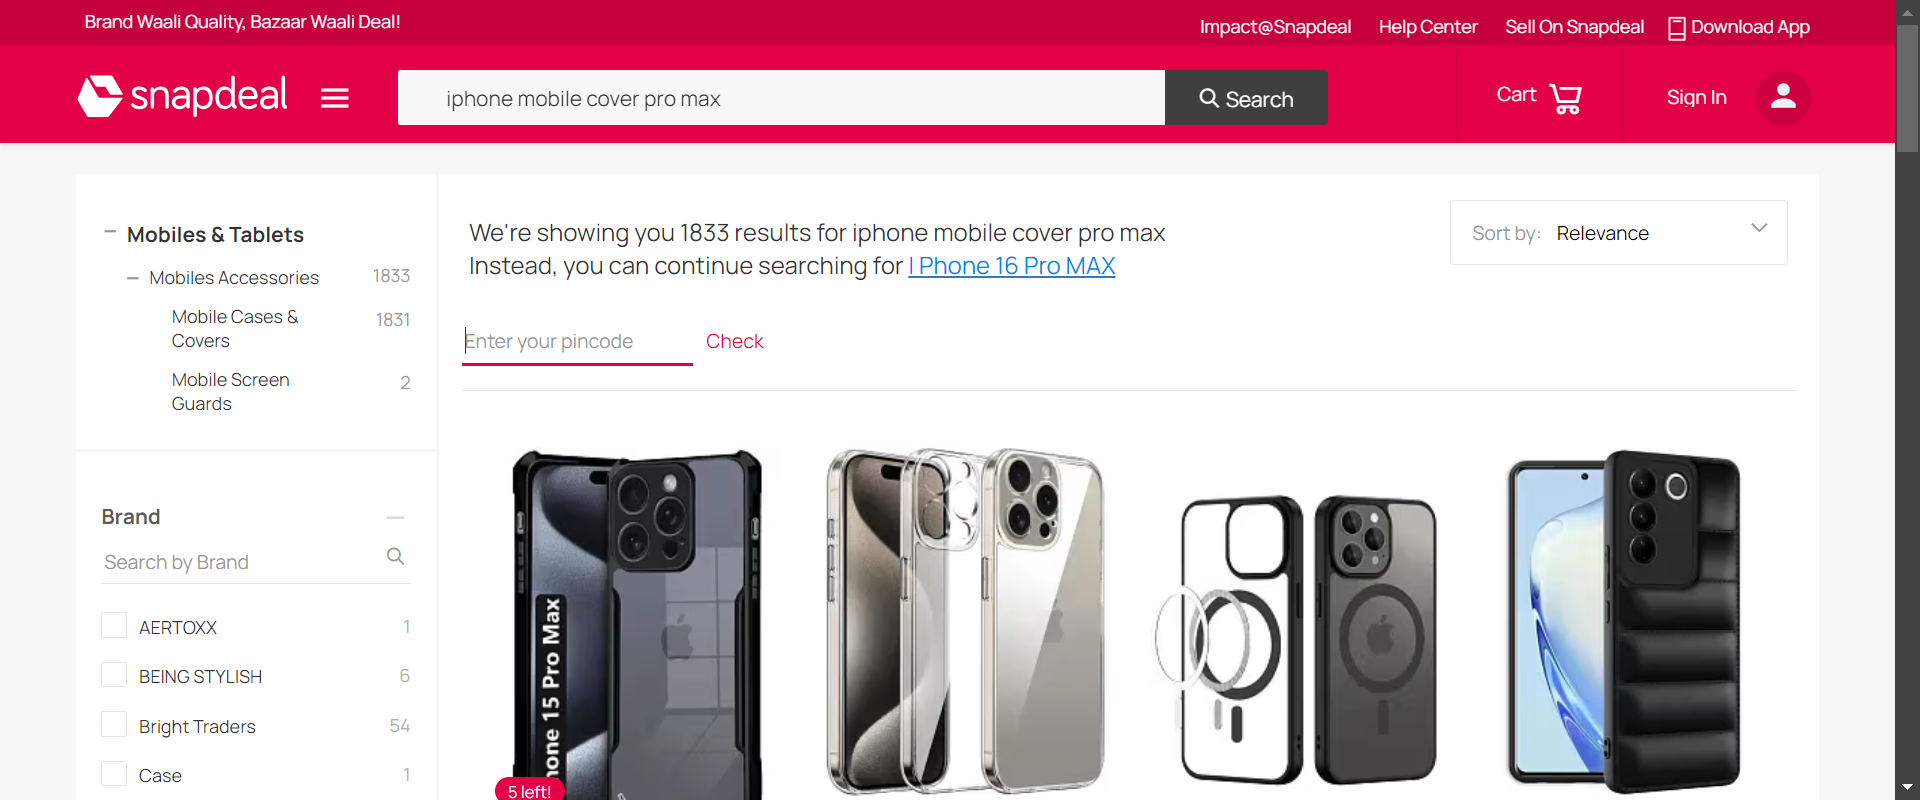 Brand Waali Quality, Bazaar Waali Deal!
Impact@Snapdeal Help Center Sell On Snapdeal Download App
snapdeal
iphone mobile cover pro max
Search
Cart
Sign In
Mobiles & Tablets
Mobiles Accessories 1833
Mobile Cases & Covers 1831
Mobile Screen Guards 2
We're showing you 1833 results for iphone mobile cover pro max
Instead, you can continue searching for I Phone 16 Pro MAX
Sort by: Relevance
Enter your pincode Check
Brand
Search by Brand
AERTOXX 1
BEING STYLISH 6
Bright Traders 54
Case 1
hone 15 Pro Max
5 left!